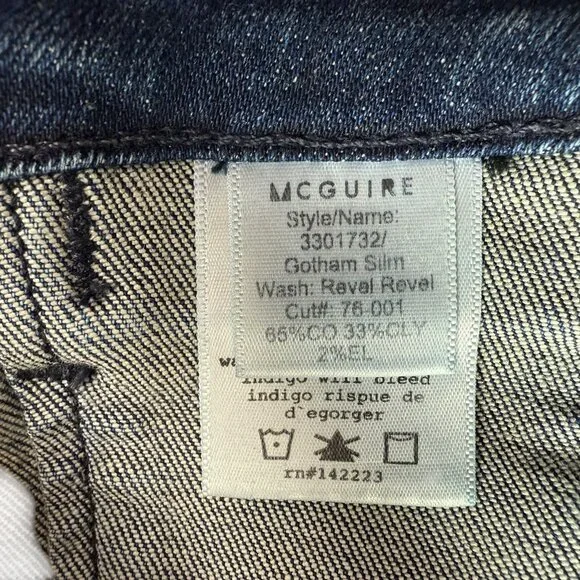 MCGUIRE
Style/Name:
3301732/
Gotham Slim
Wash: Raval Revel
Cut#: 76-001
65%CO 33%CLY
2%EL
indigo will bleed
indigo rispue de
d`egorger
rn#142223